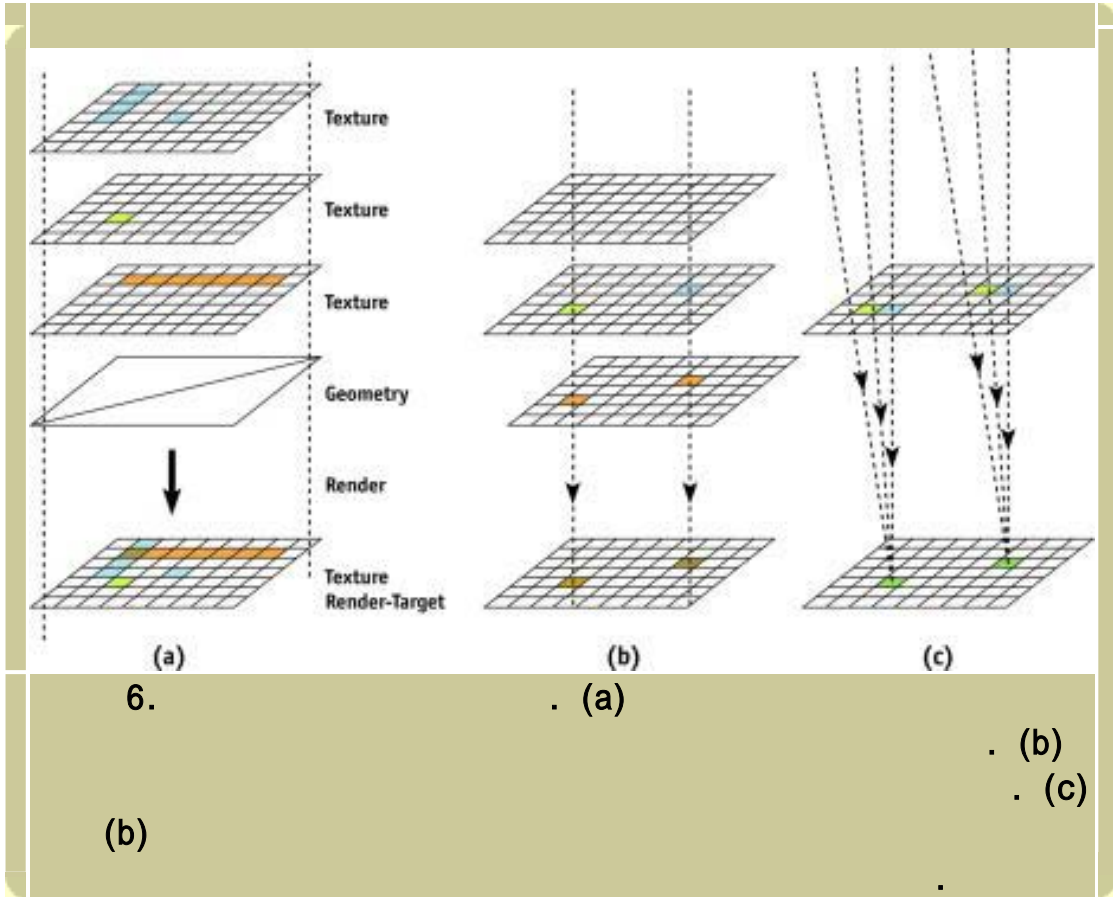 Texture
Texture
Texture
Geometry
Render
Texture
Render-Target
(a)
(b)
(c)
6. . (a)
. (b)
. (c)
(b)
.